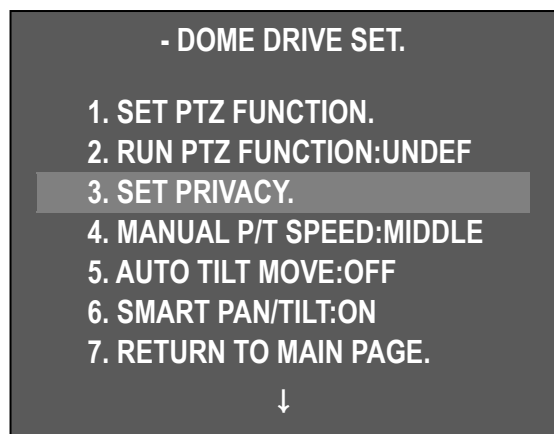 - DOME DRIVE SET.
1. SET PTZ FUNCTION.
2. RUN PTZ FUNCTION:UNDEF
3. SET PRIVACY.
4. MANUAL P/T SPEED:MIDDLE
5. AUTO TILT MOVE:OFF
6. SMART PAN/TILT:ON
7. RETURN TO MAIN PAGE.
↓